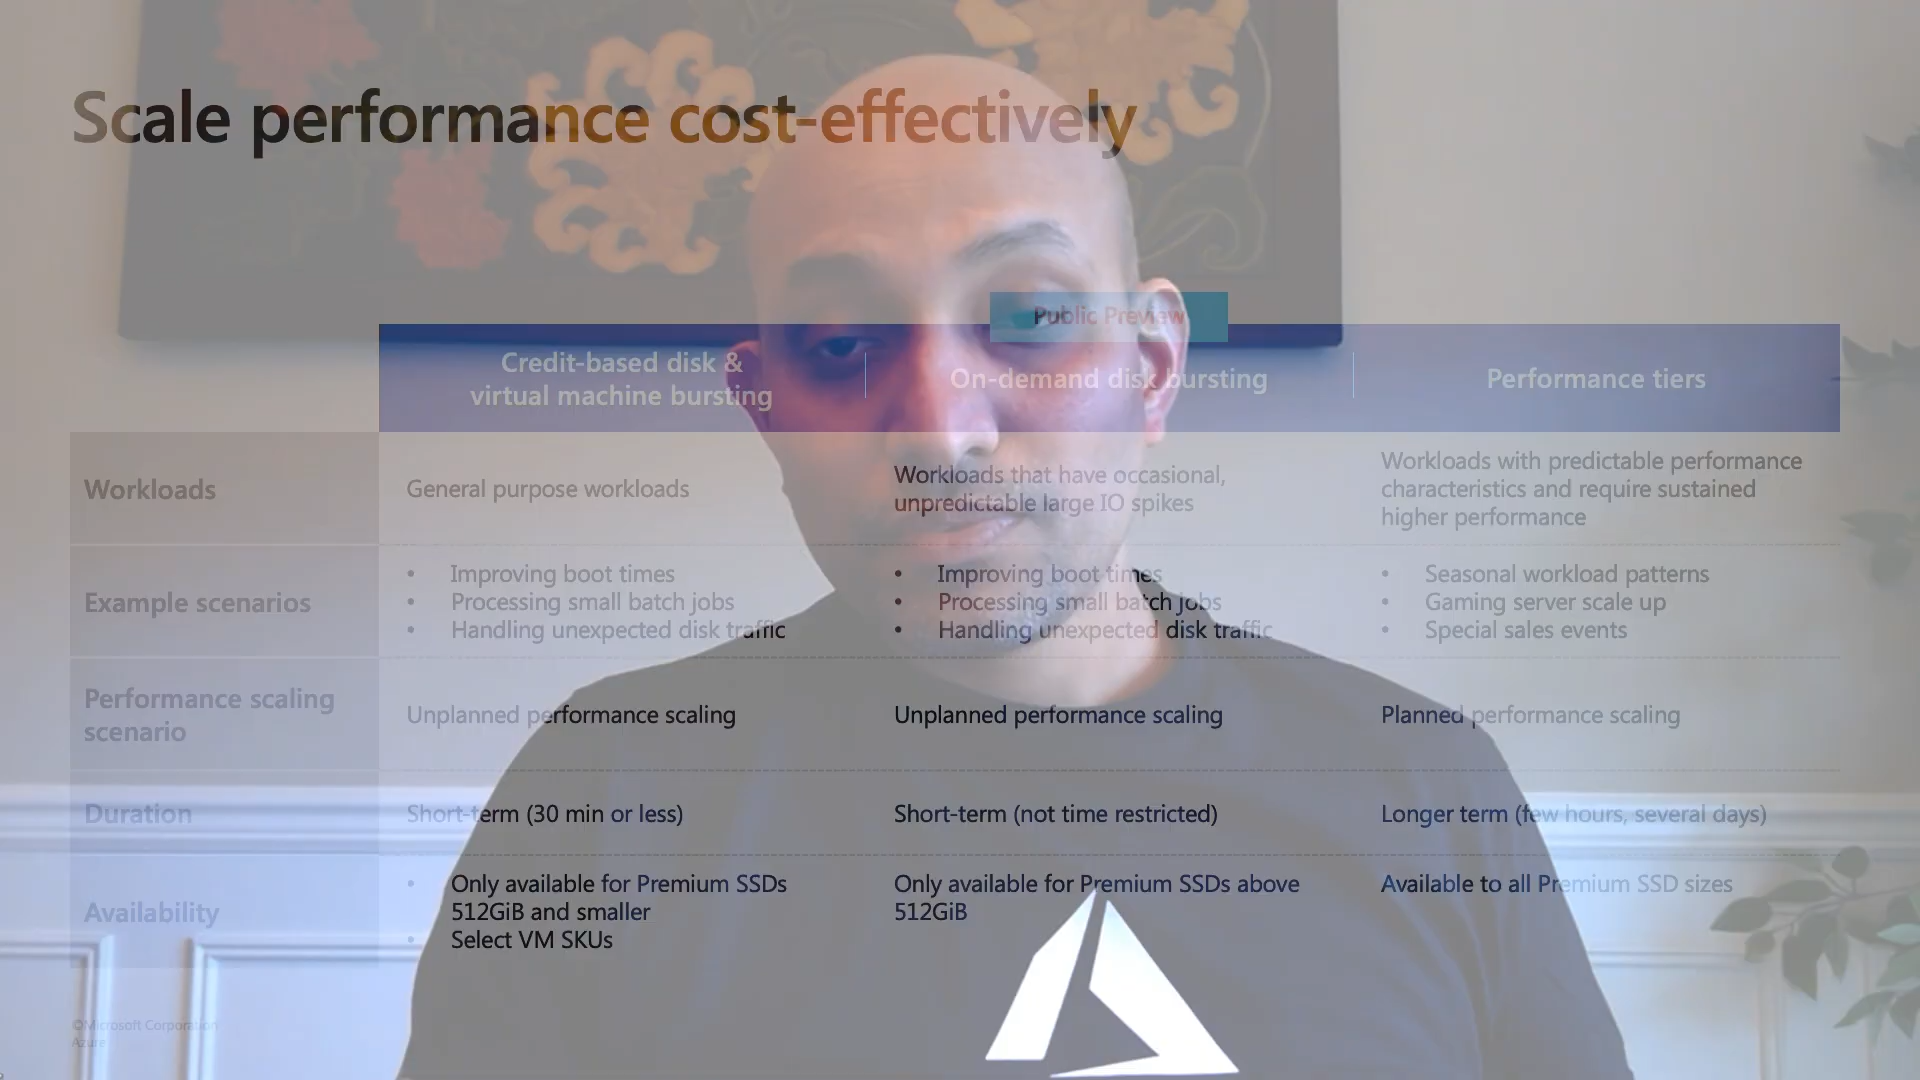 Scale performance cost-effectively
Public Preview
Credit-based disk &
virtual machine bursting
On-demand disk bursting
Performance tiers
Workloads
General purpose workloads
Workloads that have occasional,
unpredictable large IO spikes
Workloads with predictable performance
characteristics and require sustained
higher performance
Example scenarios
• Improving boot times
• Processing small batch jobs
• Handling unexpected disk traffic
• Improving boot times
• Processing small batch jobs
• Handling unexpected disk traffic
• Seasonal workload patterns
• Gaming server scale up
• Special sales events
Performance scaling
scenario
Unplanned performance scaling
Unplanned performance scaling
Planned performance scaling
Duration
Short-term (30 min or less)
Short-term (not time restricted)
Longer term (few hours, several days)
Availability
• Only available for Premium SSDs
512GiB and smaller
• Select VM SKUs
Only available for Premium SSDs above
512GiB
Available to all Premium SSD sizes
©Microsoft Corporation
Azure